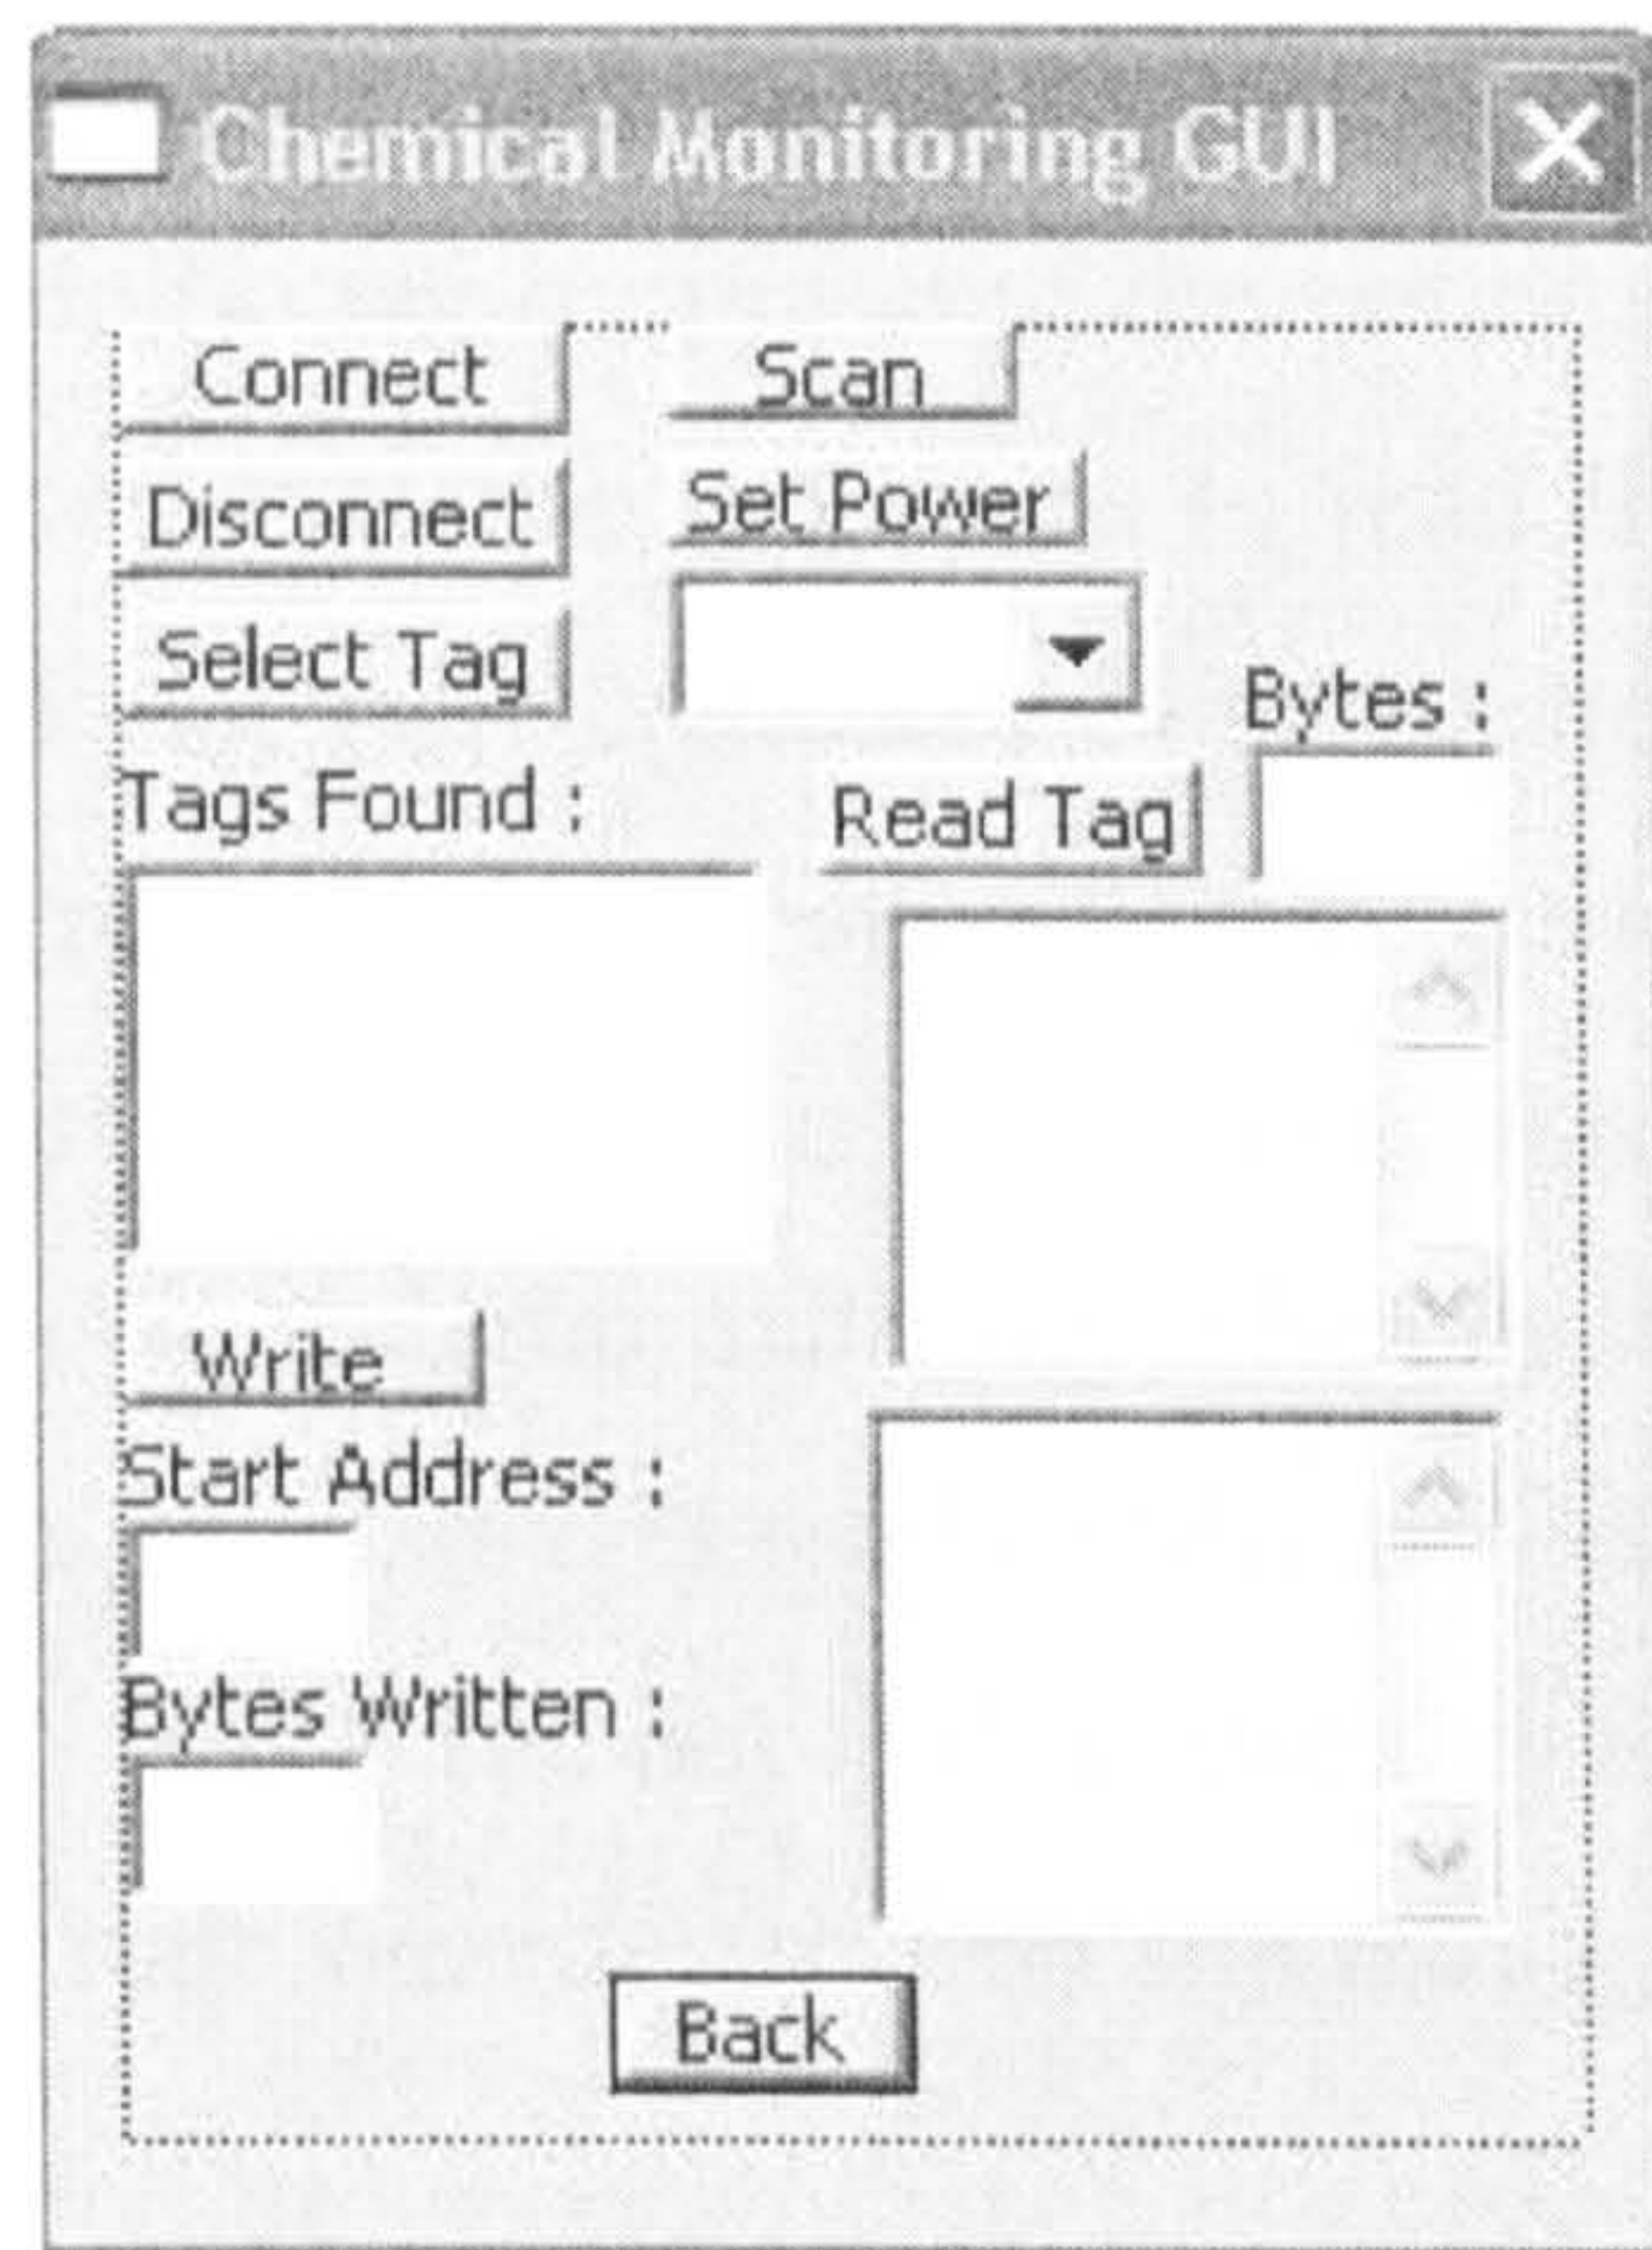 Chemical Monitoring GUI
Connect
Scan
Disconnect
Set Power
Select Tag
Bytes :
Tags Found :
Read Tag
Write
Start Address :
Bytes Written :
Back